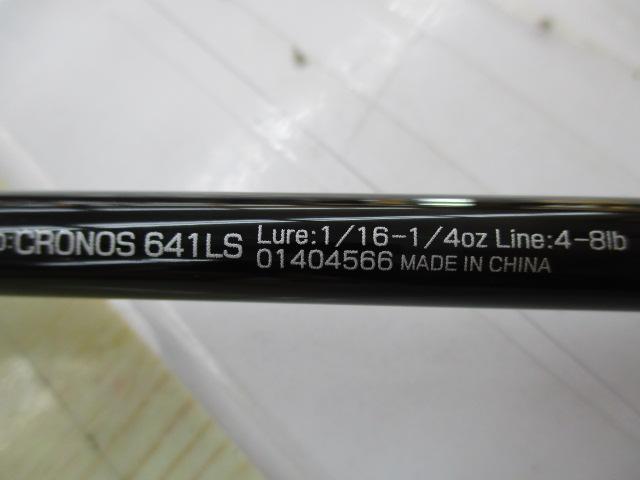 CRONOS 641LS Lure:1/16-1/4oz Line:4-8lb
01404566 MADE IN CHINA